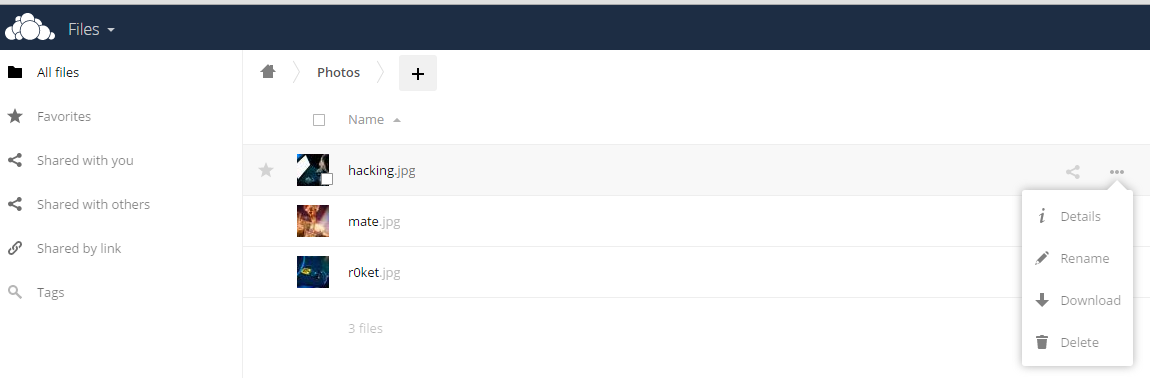 Files
All files
Favorites
Shared with you
Shared with others
Shared by link
Tags
Photos
+
Name
hacking.jpg
mate.jpg
r0ket.jpg
3 files
Details
Rename
Download
Delete